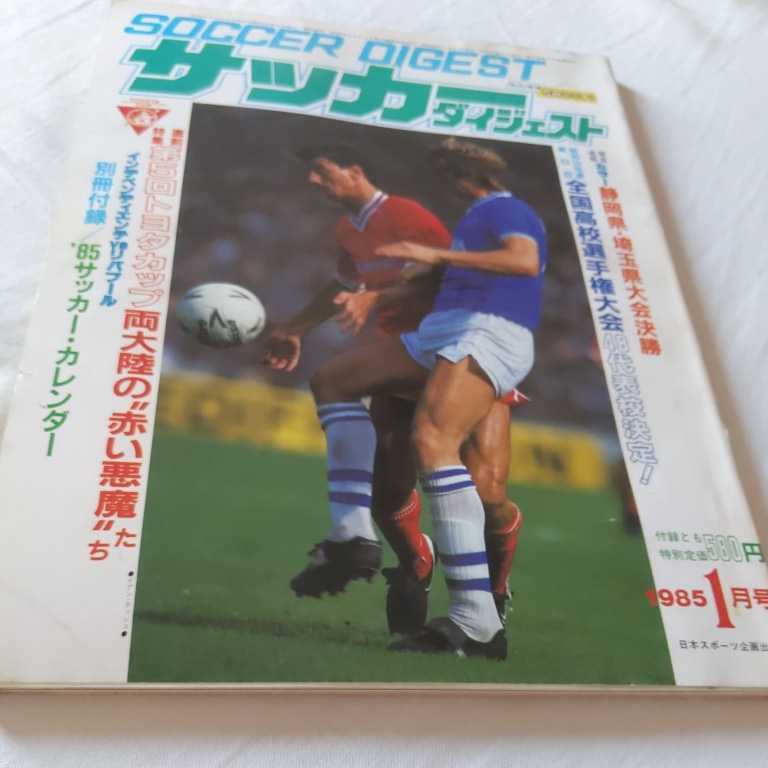 SOCCER DIGEST
サッカー
ダイジェスト
静岡県・埼玉県大会決勝
全国高校選手権大会48代表校決定!
特集
第5回トヨタカップ両大陸の"赤い悪魔"たち
インデペンディエンテVSリバプール
別冊付録/'85サッカー・カレンダー
付録とも
特別定価580円
1985 1月号
日本スポーツ企画出